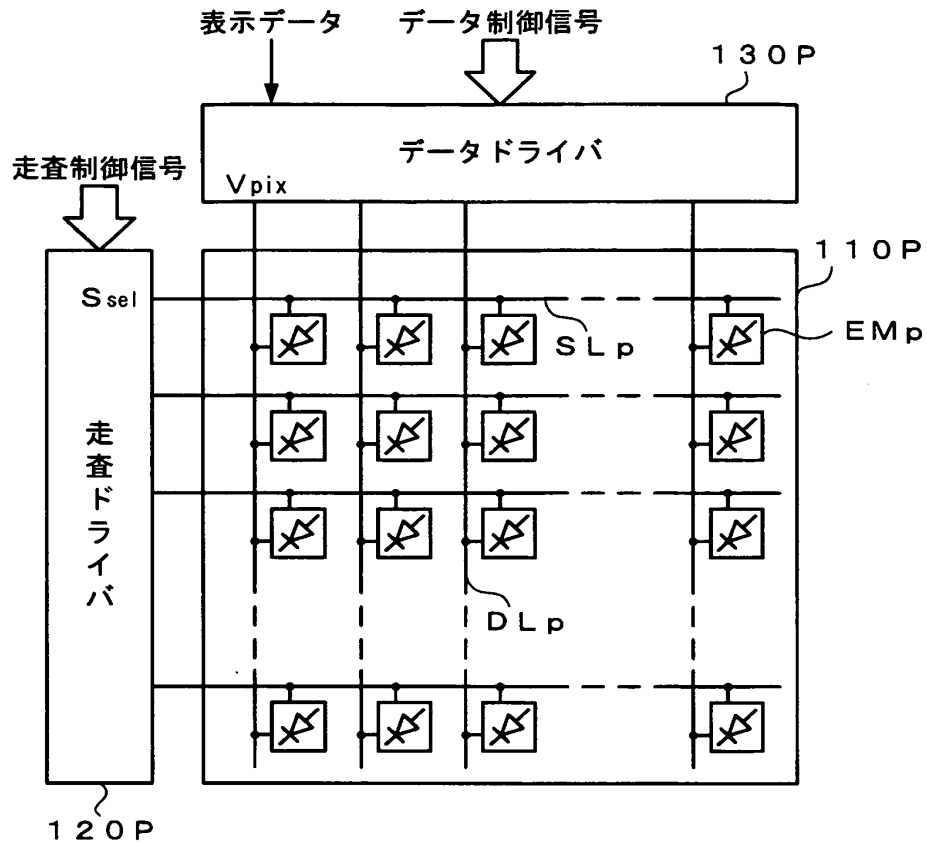 表示データ
データ制御信号
130P
データドライバ
走査制御信号
Vpix
110P
Ssel
SLp
EMp
走査ドライバ
DLp
120P